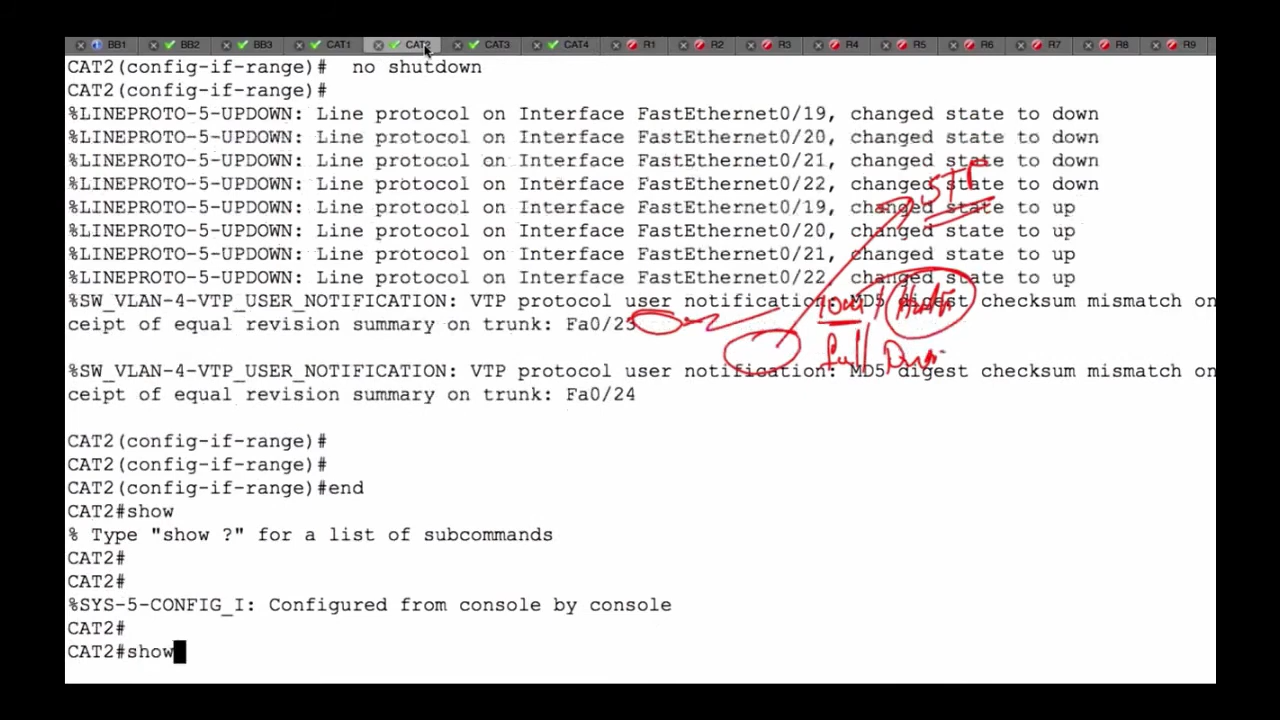 BB1 BB2 BB3 CAT1 CAT2 CAT3 CAT4 R1 R2 R3 R4 R5 R6 R7 R8 R9
CAT2(config-if-range)#  no shutdown
CAT2(config-if-range)#
%LINEPROTO-5-UPDOWN: Line protocol on Interface FastEthernet0/19, changed state to down
%LINEPROTO-5-UPDOWN: Line protocol on Interface FastEthernet0/20, changed state to down
%LINEPROTO-5-UPDOWN: Line protocol on Interface FastEthernet0/21, changed state to down
%LINEPROTO-5-UPDOWN: Line protocol on Interface FastEthernet0/22, changed state to down
%LINEPROTO-5-UPDOWN: Line protocol on Interface FastEthernet0/19, changed state to up
%LINEPROTO-5-UPDOWN: Line protocol on Interface FastEthernet0/20, changed state to up
%LINEPROTO-5-UPDOWN: Line protocol on Interface FastEthernet0/21, changed state to up
%LINEPROTO-5-UPDOWN: Line protocol on Interface FastEthernet0/22, changed state to up
%SW_VLAN-4-VTP_USER_NOTIFICATION: VTP protocol user notification: MD5 digest checksum mismatch on
ceipt of equal revision summary on trunk: Fa0/23
%SW_VLAN-4-VTP_USER_NOTIFICATION: VTP protocol user notification: MD5 digest checksum mismatch on
ceipt of equal revision summary on trunk: Fa0/24
CAT2(config-if-range)#
CAT2(config-if-range)#
CAT2(config-if-range)#end
CAT2#show
% Type "show ?" for a list of subcommands
CAT2#
CAT2#
%SYS-5-CONFIG_I: Configured from console by console
CAT2#
CAT2#show
STP
full